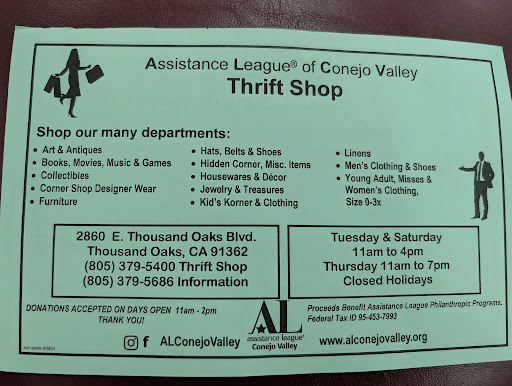 Assistance League® of Conejo Valley
Thrift Shop
Shop our many departments:
• Art & Antiques
• Books, Movies, Music & Games
• Collectibles
• Corner Shop Designer Wear
• Furniture
• Hats, Belts & Shoes
• Hidden Corner, Misc. Items
• Housewares & Décor
• Jewelry & Treasures
• Kid's Korner & Clothing
• Linens
• Men's Clothing & Shoes
• Young Adult, Misses &
Women's Clothing,
Size 0-3x
2860 E. Thousand Oaks Blvd.
Thousand Oaks, CA 91362
(805) 379-5400 Thrift Shop
(805) 379-5686 Information
Tuesday & Saturday
11am to 4pm
Thursday 11am to 7pm
Closed Holidays
DONATIONS ACCEPTED ON DAYS OPEN 11am - 2pm
THANK YOU!
f ALConejoValley
AL
assistance league®
Conejo Valley
Proceeds Benefit Assistance League Philanthropic Programs.
Federal Tax ID 95-453-7993
www.alconejovalley.org